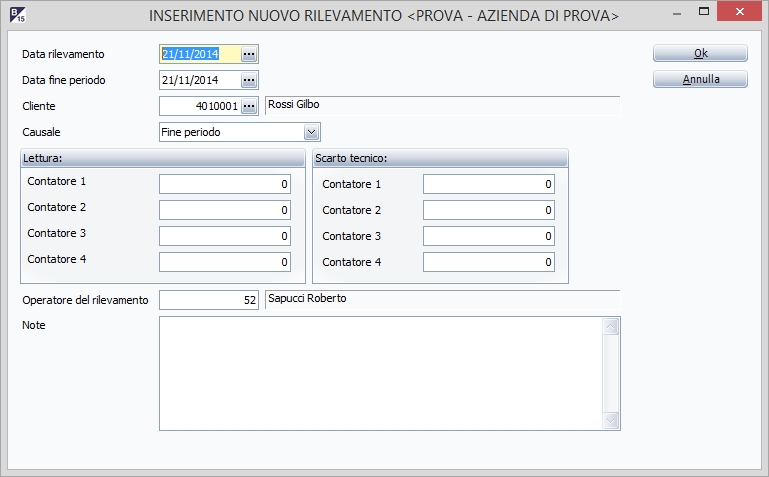 B 15 INSERIMENTO NUOVO RILEVAMENTO <PROVA - AZIENDA DI PROVA>
Data rilevamento 21/11/2014 ... Ok
Data fine periodo 21/11/2014 ... Annulla
Cliente 4010001 ... Rossi Gilbo
Causale Fine periodo
Lettura: Scarto tecnico:
Contatore 1 0 Contatore 1 0
Contatore 2 0 Contatore 2 0
Contatore 3 0 Contatore 3 0
Contatore 4 0 Contatore 4 0
Operatore del rilevamento 52 Sapucci Roberto
Note